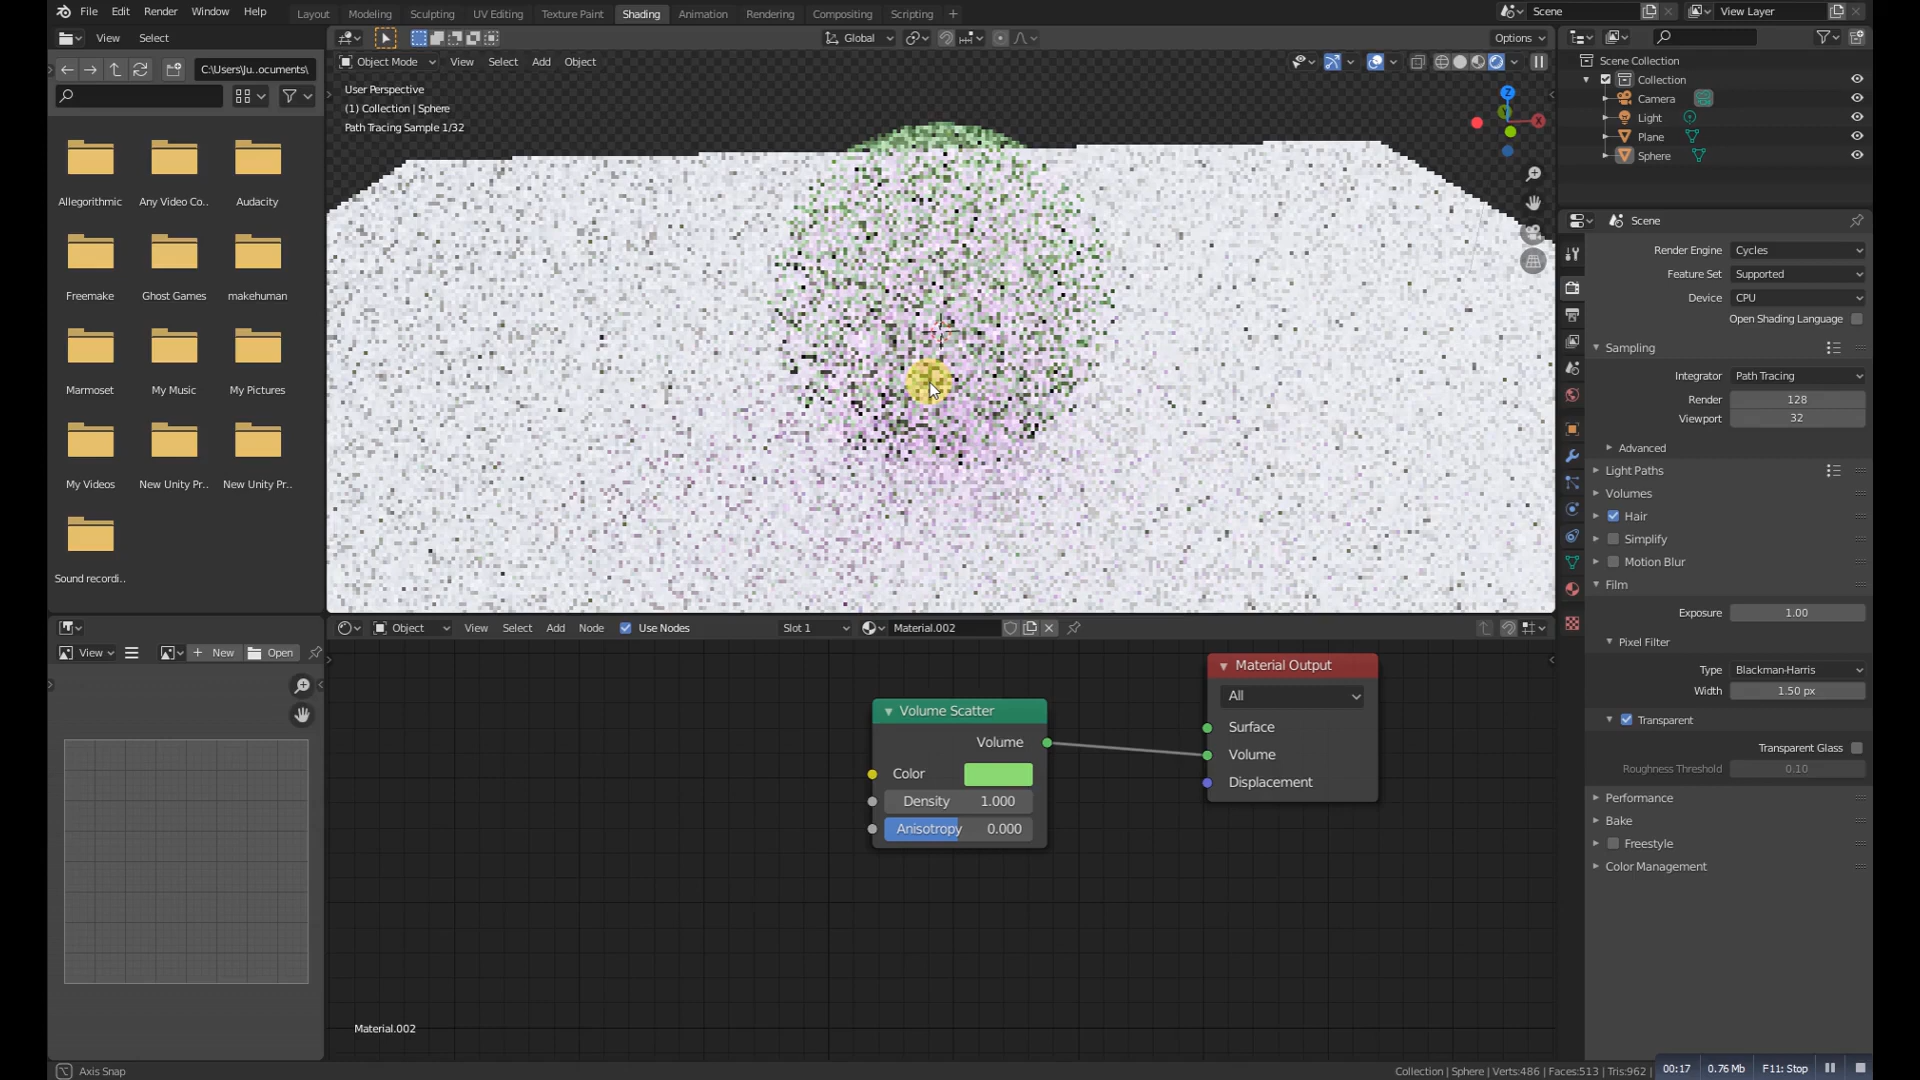 File Edit Render Window Help Layout Modeling Sculpting UV Editing Texture Paint Shading Animation Rendering Compositing Scripting + Scene View Layer
View Select Global Options
C:\Users\Ju..ocuments\
Object Mode View Select Add Object
User Perspective
(1) Collection | Sphere
Path Tracing Sample 1/32
Z
X
Allegorithmic Any Video Co.. Audacity
Freemake Ghost Games makehuman
Marmoset My Music My Pictures
My Videos New Unity Pr.. New Unity Pr..
Sound recordi..
Scene Collection
Collection
Camera
Light
Plane
Sphere
Scene
Render Engine Cycles
Feature Set Supported
Device CPU
Open Shading Language
Sampling
Integrator Path Tracing
Render 128
Viewport 32
Advanced
Light Paths
Volumes
Hair
Simplify
Motion Blur
Film
Exposure 1.00
Pixel Filter
Type Blackman-Harris
Width 1.50 px
Transparent
Transparent Glass
Roughness Threshold 0.10
Performance
Bake
Freestyle
Color Management
Object View Select Add Node Use Nodes Slot 1 Material.002
View New Open
Volume Scatter
Volume
Color
Density 1.000
Anisotropy 0.000
Material Output
All
Surface
Volume
Displacement
Material.002
Axis Snap
Collection | Sphere | Verts:486 | Faces:513 | Tris:962 |
00:17 0.76 Mb F11: Stop